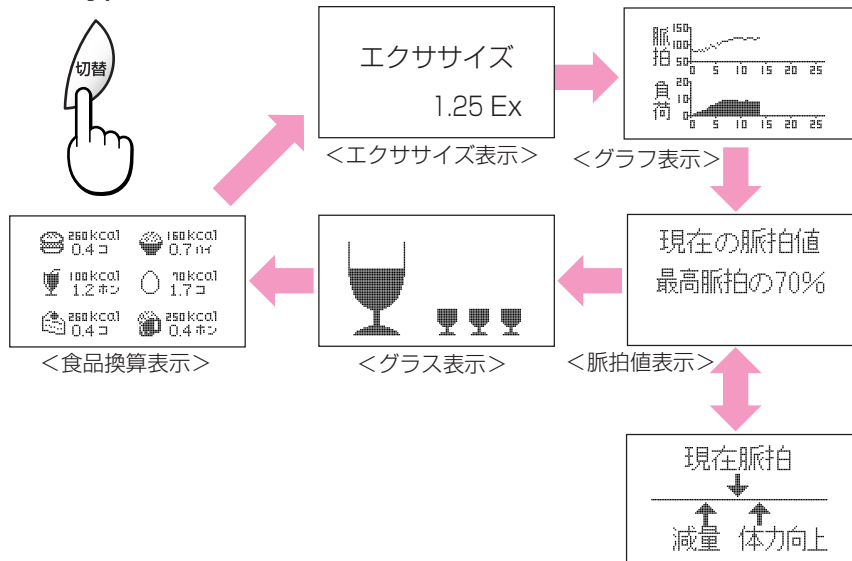 切替
エクササイズ
1.25 Ex
<エクササイズ表示>
脈拍
150
100
50
0 5 10 15 20 25
負荷
20
10
0
0 5 10 15 20 25
<グラフ表示>
現在の脈拍値
最高脈拍の70%
<脈拍値表示>
現在脈拍
減量 体力向上
<グラス表示>
260kcal 160kcal
0.4コ 0.7ハイ
100kcal 90kcal
1.2ホン 1.7コ
260kcal 250kcal
0.4コ 0.4ホン
<食品換算表示>